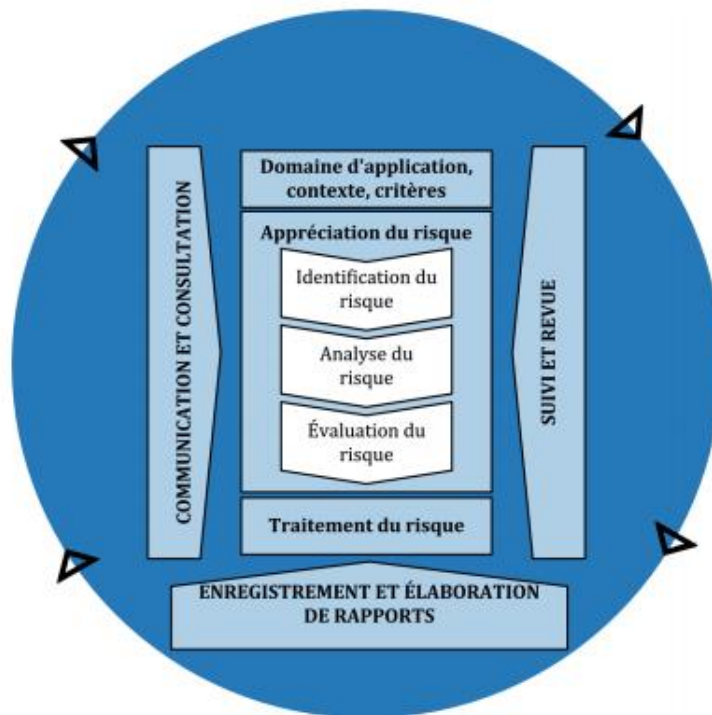 Domaine d'application,
contexte, critères
Appréciation du risque
Identification du
risque
Analyse du
risque
Évaluation du
risque
Traitement du risque
COMMUNICATION ET CONSULTATION
SUIVI ET REVUE
ENREGISTREMENT ET ÉLABORATION
DE RAPPORTS